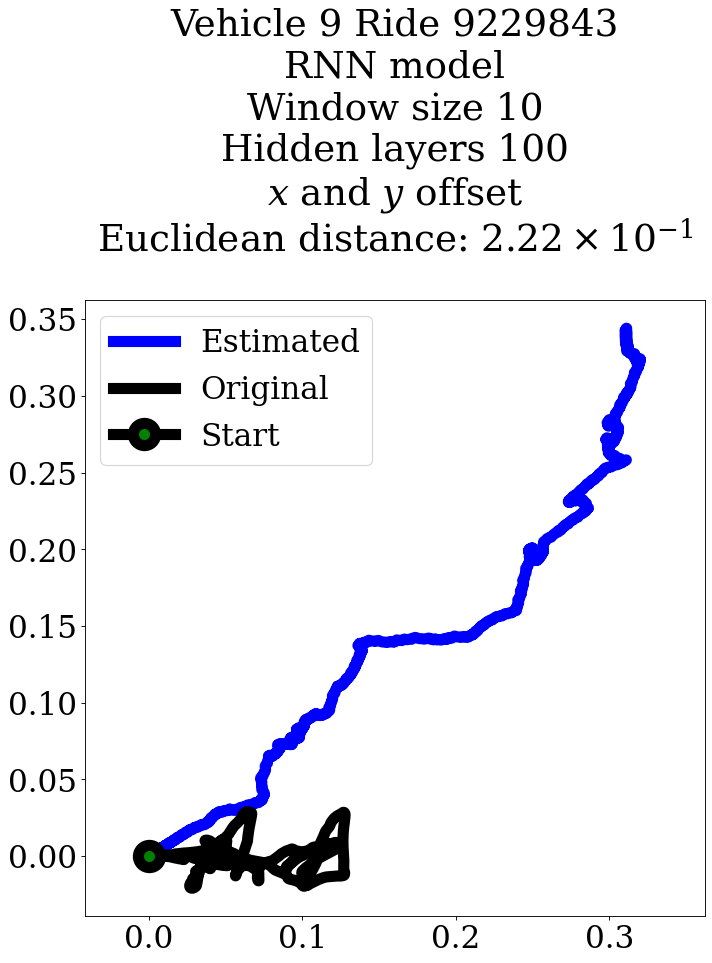 Vehicle 9 Ride 9229843
RNN model
Window size 10
Hidden layers 100
x and y offset
Euclidean distance: 2.22 × 10⁻¹
Estimated
Original
Start
0.35
0.30
0.25
0.20
0.15
0.10
0.05
0.00
0.0 0.1 0.2 0.3